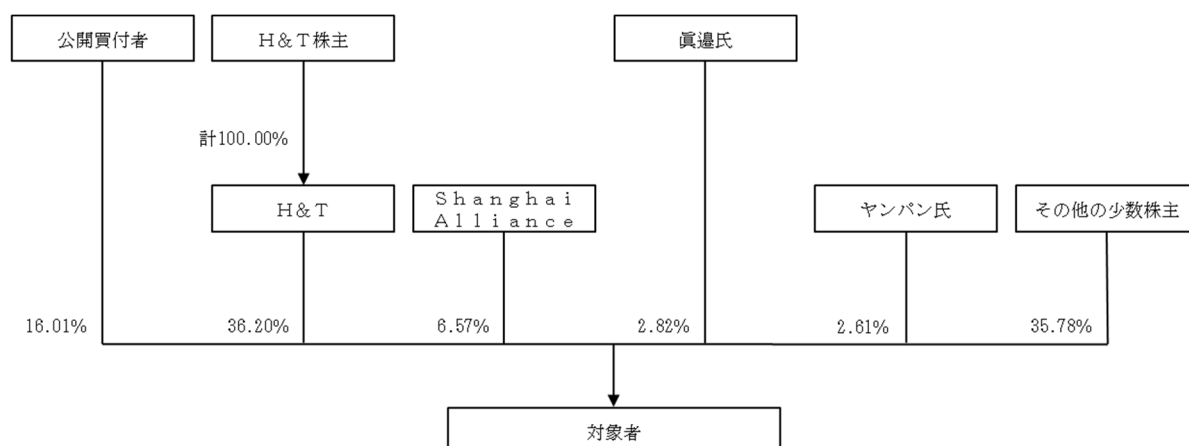 公開買付者
Ｈ＆Ｔ株主
眞邉氏
計100.00%
Ｈ＆Ｔ
Ｓｈａｎｇｈａｉ
Ａｌｌｉａｎｃｅ
ヤンパン氏
その他の少数株主
16.01%
36.20%
6.57%
2.82%
2.61%
35.78%
対象者